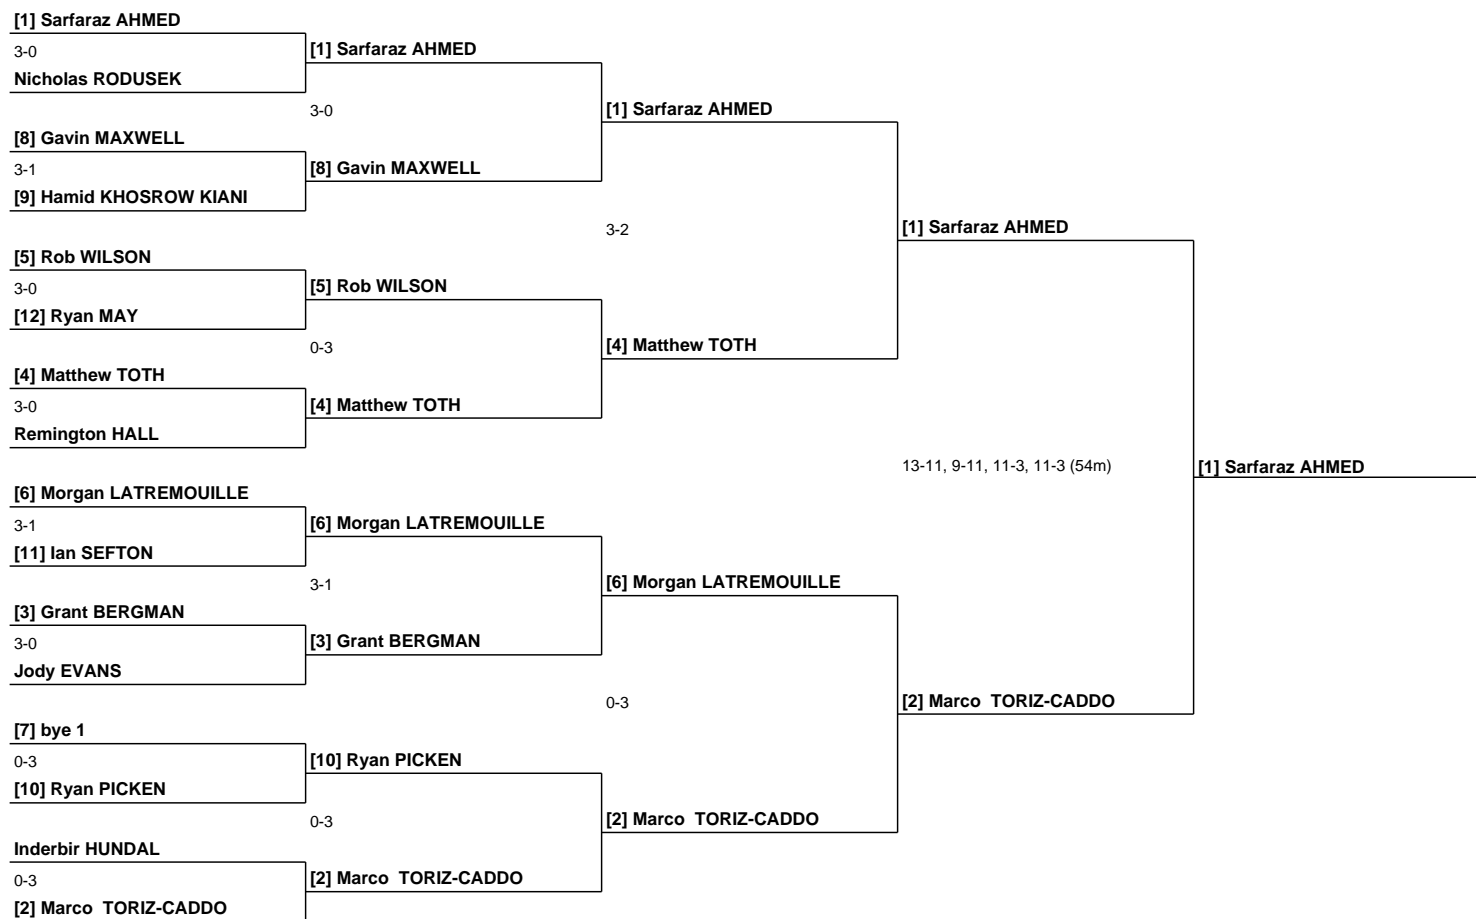 [1] Sarfaraz AHMED
3-0
Nicholas RODUSEK
[8] Gavin MAXWELL
3-1
[9] Hamid KHOSROW KIANI
[5] Rob WILSON
3-0
[12] Ryan MAY
[4] Matthew TOTH
3-0
Remington HALL
[6] Morgan LATREMOUILLE
3-1
[11] Ian SEFTON
[3] Grant BERGMAN
3-0
Jody EVANS
[7] bye 1
0-3
[10] Ryan PICKEN
Inderbir HUNDAL
0-3
[2] Marco  TORIZ-CADDO
[1] Sarfaraz AHMED
3-0
[8] Gavin MAXWELL
[5] Rob WILSON
0-3
[4] Matthew TOTH
[6] Morgan LATREMOUILLE
3-1
[3] Grant BERGMAN
[10] Ryan PICKEN
0-3
[2] Marco  TORIZ-CADDO
[1] Sarfaraz AHMED
3-2
[4] Matthew TOTH
[6] Morgan LATREMOUILLE
0-3
[2] Marco  TORIZ-CADDO
[1] Sarfaraz AHMED
13-11, 9-11, 11-3, 11-3 (54m)
[2] Marco  TORIZ-CADDO
[1] Sarfaraz AHMED